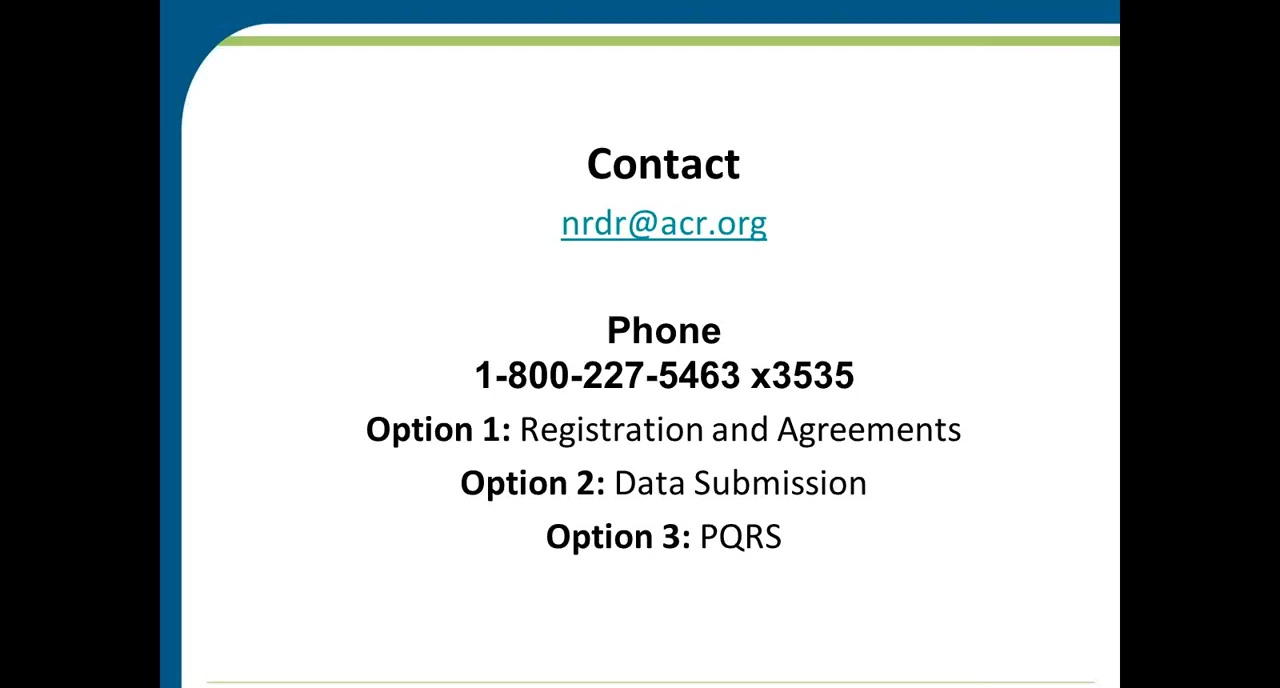 Contact
nrdr@acr.org
Phone
1-800-227-5463 x3535
Option 1: Registration and Agreements
Option 2: Data Submission
Option 3: PQRS